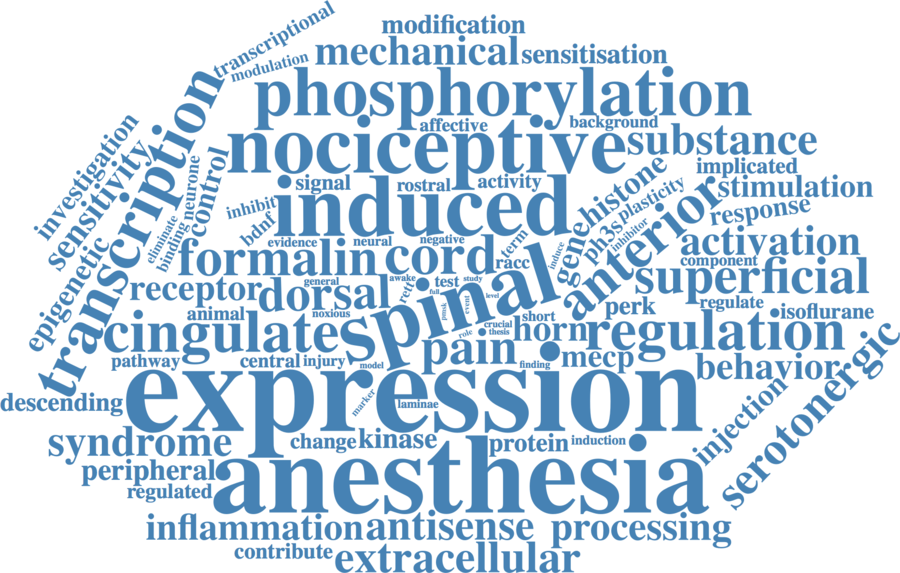 modification
transcriptional
mechanical
sensitisation
modulation
phosphorylation
affective
background
nociceptive
substance
investigation
sensitivity
transcription
neurone
control
signal
rostral
activity
histone
implicated
plasticity
stimulation
inhibit
induced
gene
ph3s
anterior
response
bdnf
eliminate
binding
evidence
neural
negative
term
induce
inhibitor
activation
epigenetic
formalin
cord
racc
component
superficial
receptor
general
dorsal
awake
rett
test
study
full
spinal
perk
regulate
animal
noxious
pmsk
event
level
short
isoflurane
cingulate
role
crucial
thesis
horn
regulation
pathway
central
injury
model
pain
finding
mecp
behavior
serotonergic
descending
expression
marker
laminae
injection
syndrome
change
kinase
protein
induction
peripheral
regulated
anesthesia
inflammation
antisense
processing
contribute
extracellular